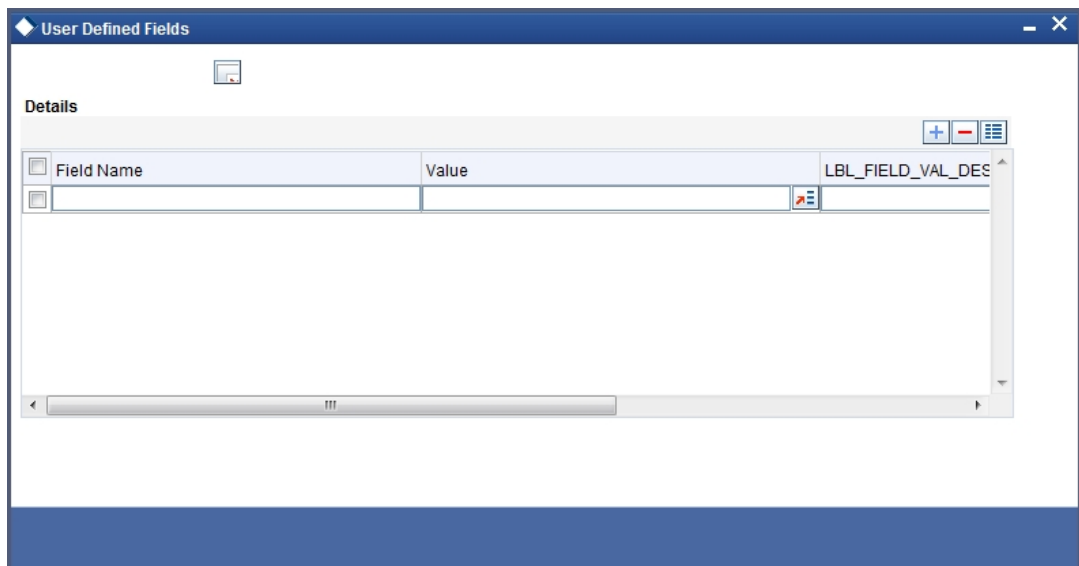 User Defined Fields
Details
Field Name Value LBL_FIELD_VAL_DES